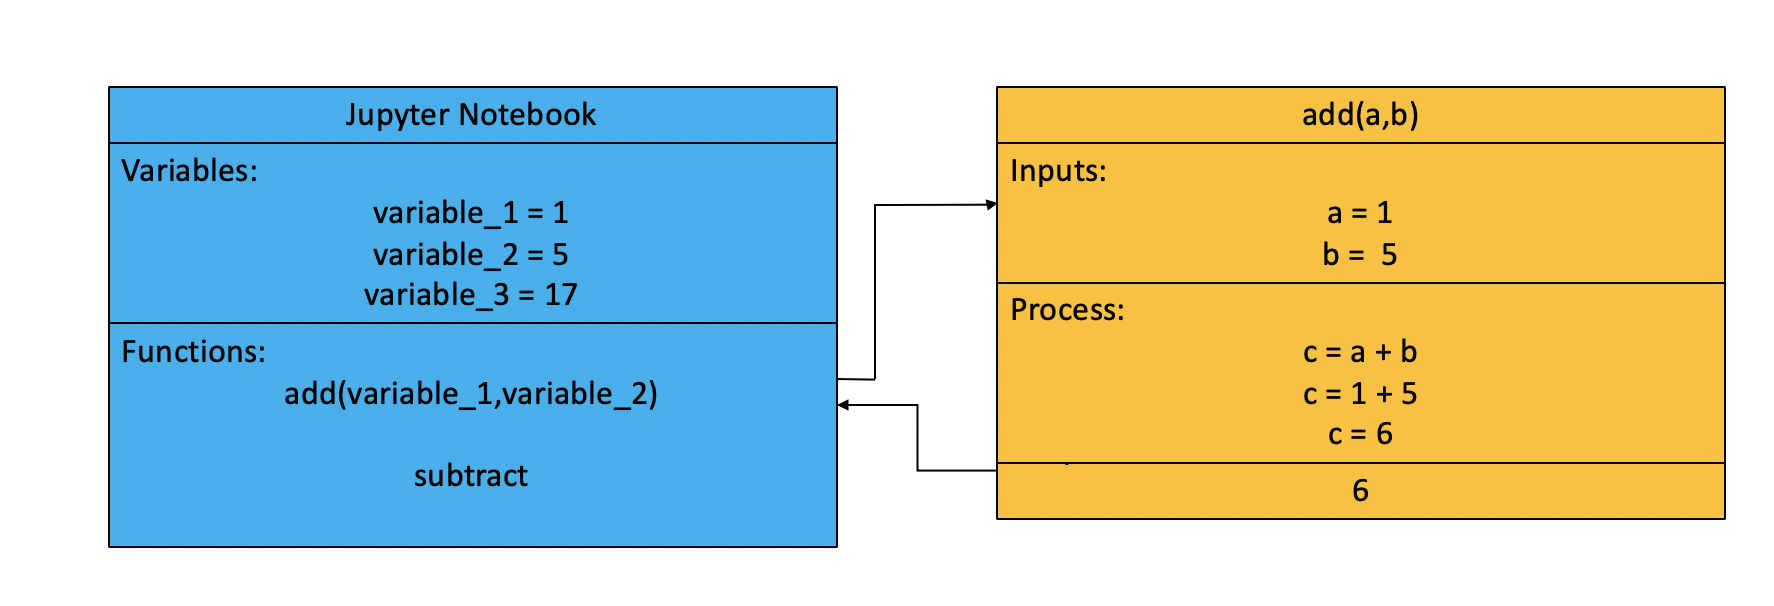 Jupyter Notebook
Variables:
variable_1 = 1
variable_2 = 5
variable_3 = 17
Functions:
add(variable_1,variable_2)
subtract
add(a,b)
Inputs:
a = 1
b =  5
Process:
c = a + b
c = 1 + 5
c = 6
6